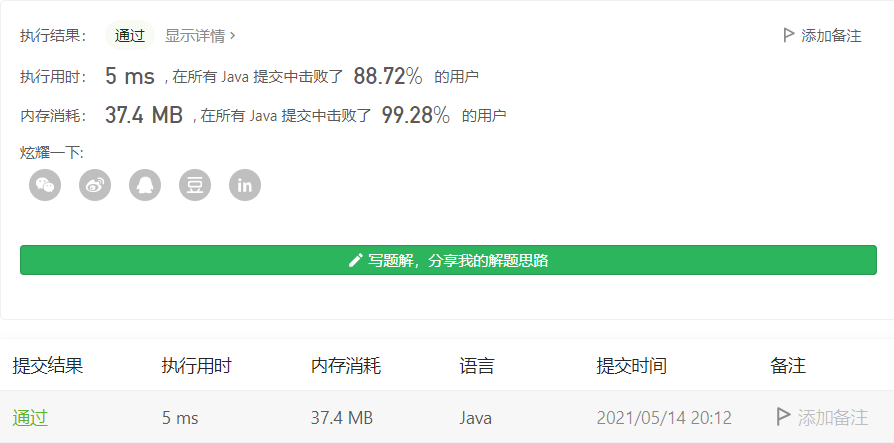 执行结果： 通过 显示详情 > 添加备注
执行用时： 5 ms , 在所有 Java 提交中击败了 88.72% 的用户
内存消耗： 37.4 MB , 在所有 Java 提交中击败了 99.28% 的用户
炫耀一下:
豆 in
写题解，分享我的解题思路
提交结果 执行用时 内存消耗 语言 提交时间 备注
通过 5 ms 37.4 MB Java 2021/05/14 20:12 添加备注